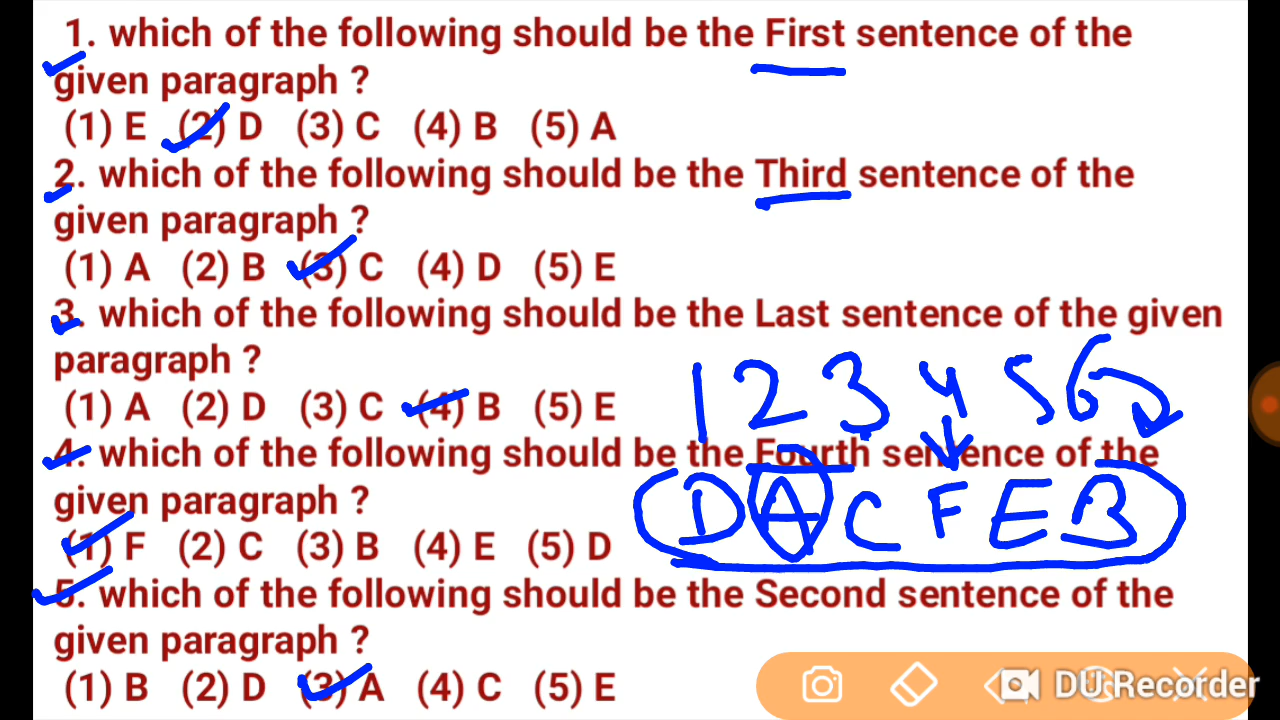 1. which of the following should be the First sentence of the
given paragraph ?
(1) E (2) D (3) C (4) B (5) A
2. which of the following should be the Third sentence of the
given paragraph ?
(1) A (2) B (3) C (4) D (5) E
3. which of the following should be the Last sentence of the given
paragraph ?
1 2 3 4 5 6
(1) A (2) D (3) C (4) B (5) E
4. which of the following should be the Fourth sentence of the
given paragraph ?
D A C F E B
(1) F (2) C (3) B (4) E (5) D
5. which of the following should be the Second sentence of the
given paragraph ?
(1) B (2) D (3) A (4) C (5) E
DU Recorder